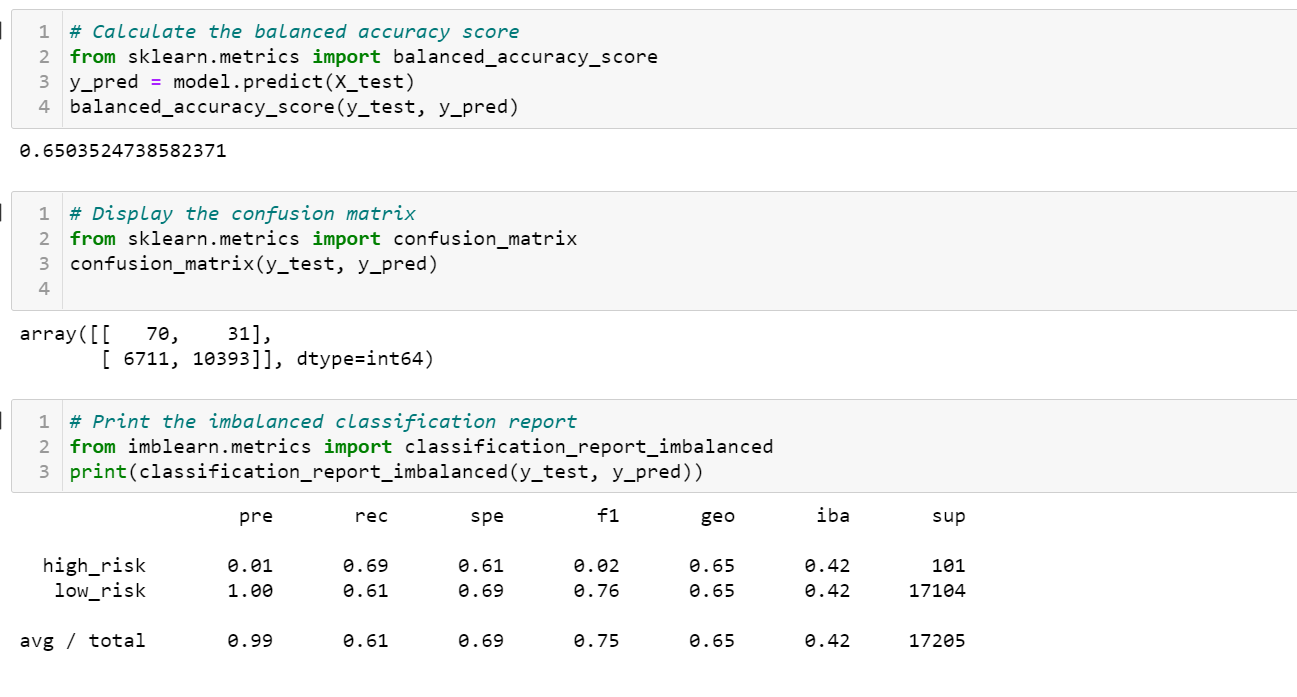 1 # Calculate the balanced accuracy score
2 from sklearn.metrics import balanced_accuracy_score
3 y_pred = model.predict(X_test)
4 balanced_accuracy_score(y_test, y_pred)
0.6503524738582371
1 # Display the confusion matrix
2 from sklearn.metrics import confusion_matrix
3 confusion_matrix(y_test, y_pred)
4
array([[   70,    31],
       [ 6711, 10393]], dtype=int64)
1 # Print the imbalanced classification report
2 from imblearn.metrics import classification_report_imbalanced
3 print(classification_report_imbalanced(y_test, y_pred))
pre rec spe f1 geo iba sup
high_risk 0.01 0.69 0.61 0.02 0.65 0.42 101
low_risk 1.00 0.61 0.69 0.76 0.65 0.42 17104
avg / total 0.99 0.61 0.69 0.75 0.65 0.42 17205